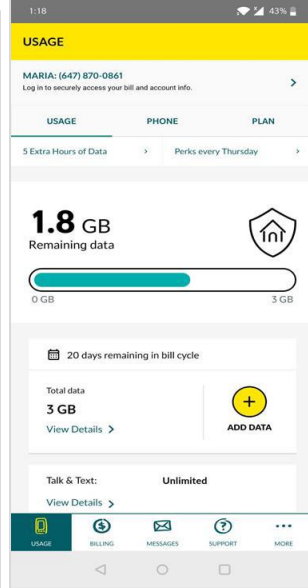 1:18
43%
USAGE
MARIA: (647) 870-0861
Log in to securely access your bill and account info.
USAGE PHONE PLAN
5 Extra Hours of Data Perks every Thursday
1.8 GB
Remaining data
0 GB 3 GB
20 days remaining in bill cycle
Total data
3 GB
View Details
ADD DATA
Talk & Text: Unlimited
View Details
USAGE BILLING MESSAGES SUPPORT MORE